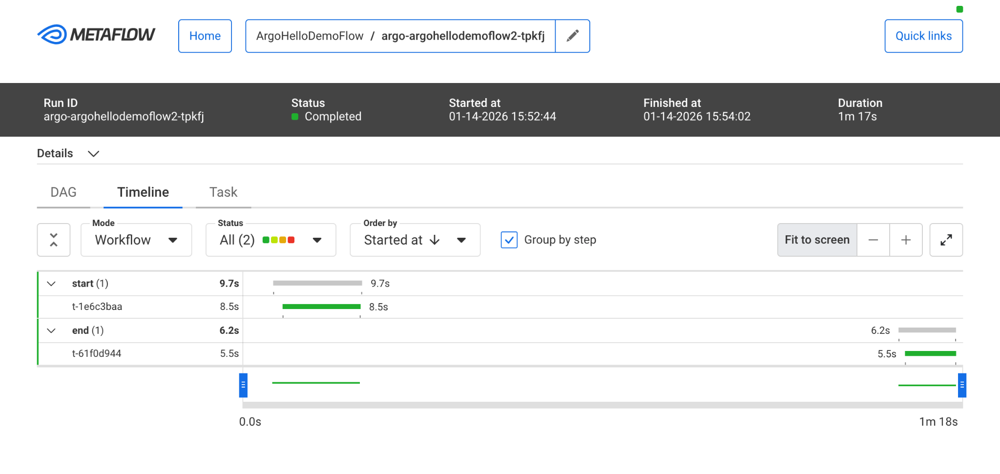 METAFLOW
Home
ArgoHelloDemoFlow / argo-argohellodemoflow2-tpkfj
Quick links
Run ID
argo-argohellodemoflow2-tpkfj
Status
Completed
Started at
01-14-2026 15:52:44
Finished at
01-14-2026 15:54:02
Duration
1m 17s
Details
DAG
Timeline
Task
Mode
Workflow
Status
All (2)
Order by
Started at
Group by step
Fit to screen
start (1) 9.7s 9.7s
t-1e6c3baa 8.5s 8.5s
end (1) 6.2s 6.2s
t-61f0d944 5.5s 5.5s
0.0s 1m 18s